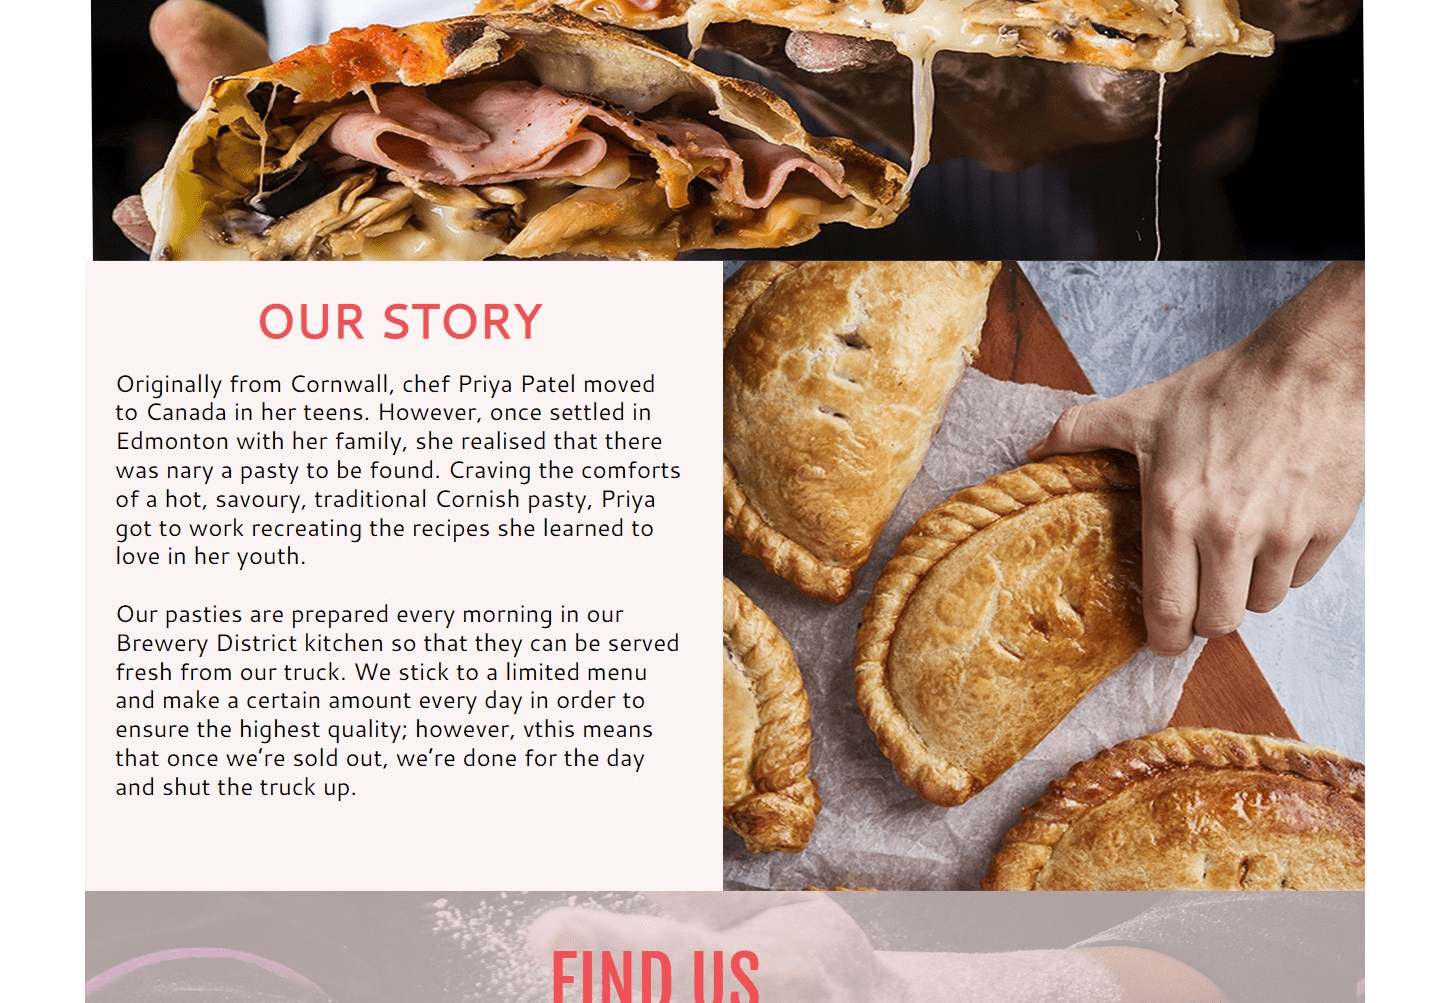 OUR STORY
Originally from Cornwall, chef Priya Patel moved
to Canada in her teens. However, once settled in
Edmonton with her family, she realised that there
was nary a pasty to be found. Craving the comforts
of a hot, savoury, traditional Cornish pasty, Priya
got to work recreating the recipes she learned to
love in her youth.
Our pasties are prepared every morning in our
Brewery District kitchen so that they can be served
fresh from our truck. We stick to a limited menu
and make a certain amount every day in order to
ensure the highest quality; however, vthis means
that once we’re sold out, we’re done for the day
and shut the truck up.
FIND US